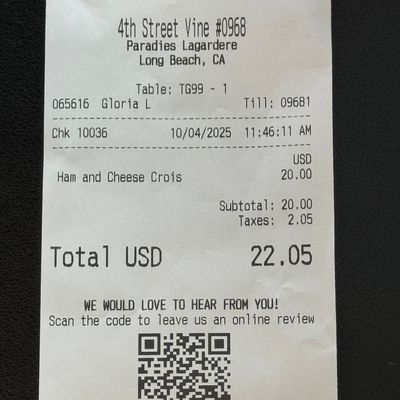 4th Street Vine #0968
Paradies Lagardere
Long Beach, CA
Table: TG99 - 1
065616 Gloria L Till: 09681
Chk 10036 10/04/2025 11:46:11 AM
USD
Ham and Cheese Crois 20.00
Subtotal: 20.00
Taxes: 2.05
Total USD 22.05
WE WOULD LOVE TO HEAR FROM YOU!
Scan the code to leave us an online review